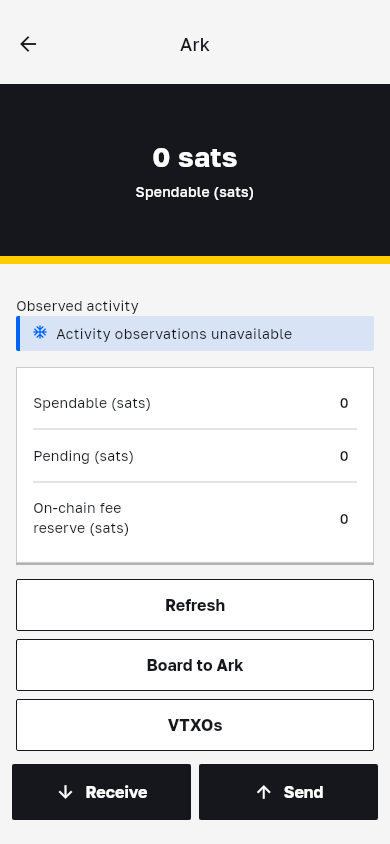 Ark
0 sats
Spendable (sats)
Observed activity
Activity observations unavailable
Spendable (sats) 0
Pending (sats) 0
On-chain fee
reserve (sats) 0
Refresh
Board to Ark
VTXOs
Receive Send